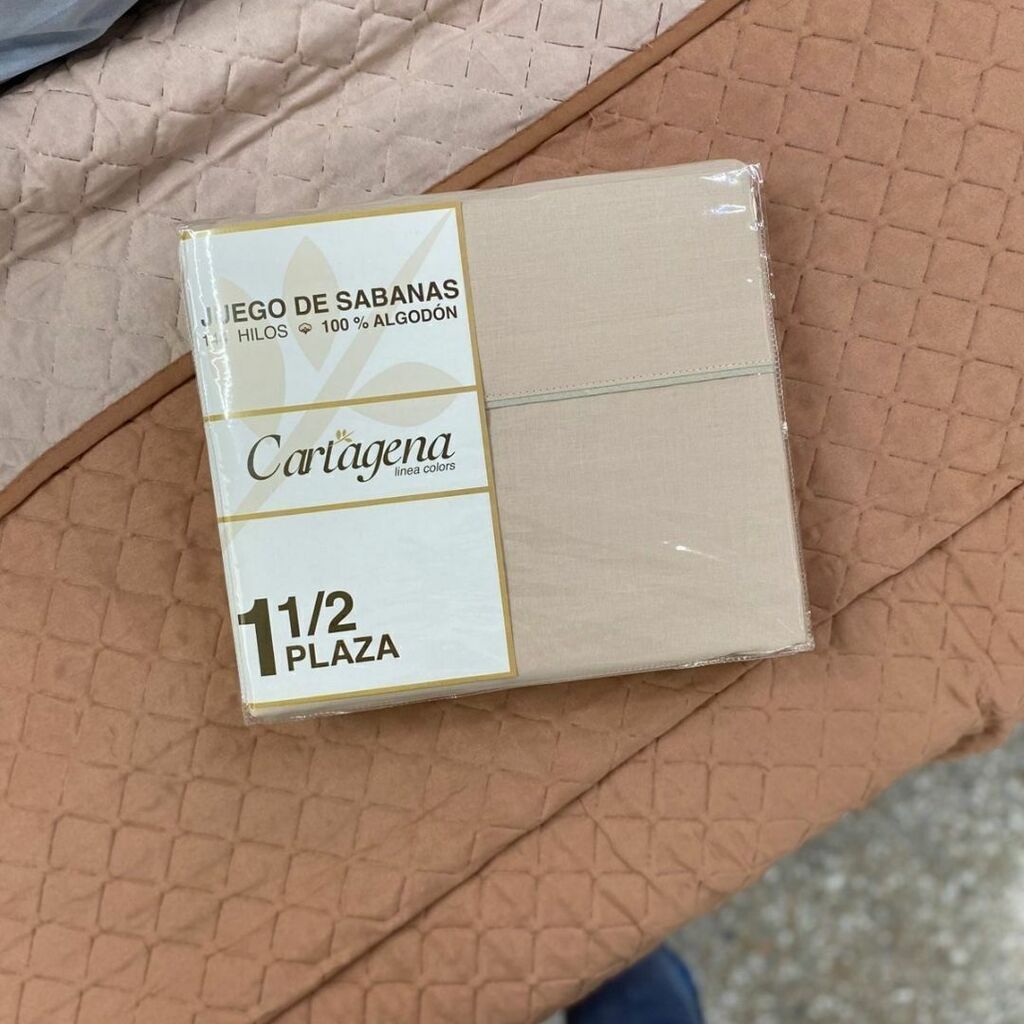 JUEGO DE SABANAS
HILOS 100 % ALGODÓN
Cartagena
linea colors
1 1/2
PLAZA